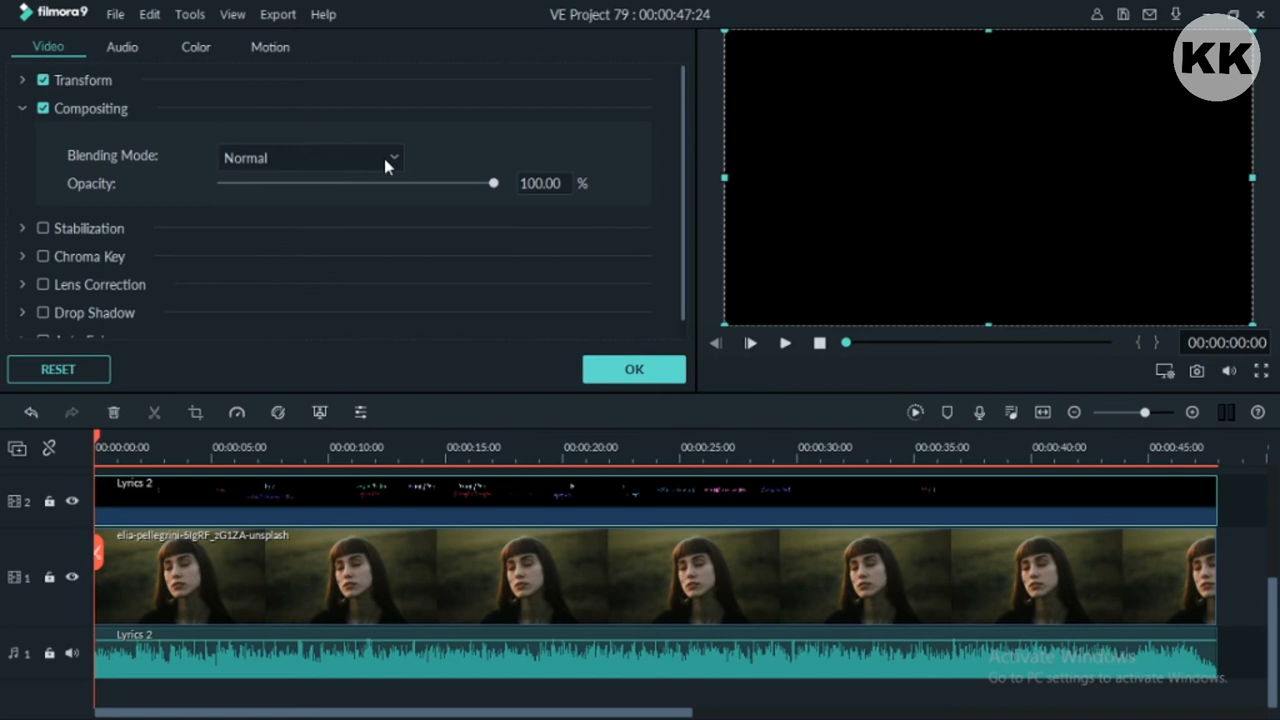 filmora9 File Edit Tools View Export Help VE Project 79 : 00:00:47:24
KK
Video Audio Color Motion
Transform
Compositing
Blending Mode: Normal
Opacity: 100.00 %
Stabilization
Chroma Key
Lens Correction
Drop Shadow
RESET OK
{ } 00:00:00:00
00:00:00:00 00:00:05:00 00:00:10:00 00:00:15:00 00:00:20:00 00:00:25:00 00:00:30:00 00:00:35:00 00:00:40:00 00:00:45:00
Lyrics 2
2
elia-pellegrini-5IgRF_zG1ZA-unsplash
1
Lyrics 2
1
Activate Windows
Go to PC settings to activate Windows.